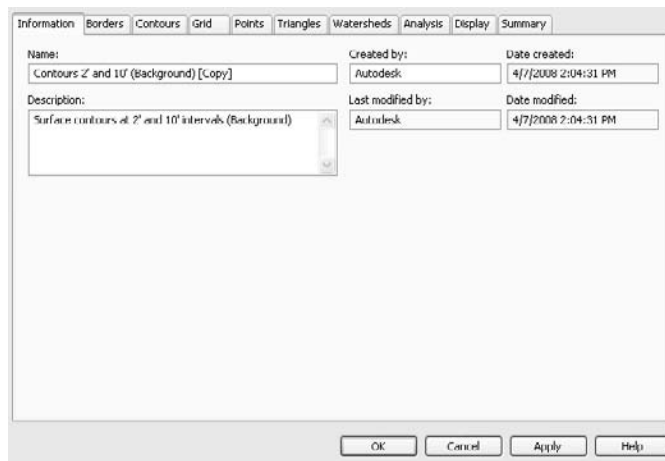 Information Borders Contours Grid Points Triangles Watersheds Analysis Display Summary
Name: Created by: Date created:
Contours 2' and 10' (Background) [Copy] Autodesk 4/7/2008 2:04:31 PM
Description: Last modified by: Date modified:
Surface contours at 2' and 10' intervals (Background) Autodesk 4/7/2008 2:04:31 PM
OK Cancel Apply Help